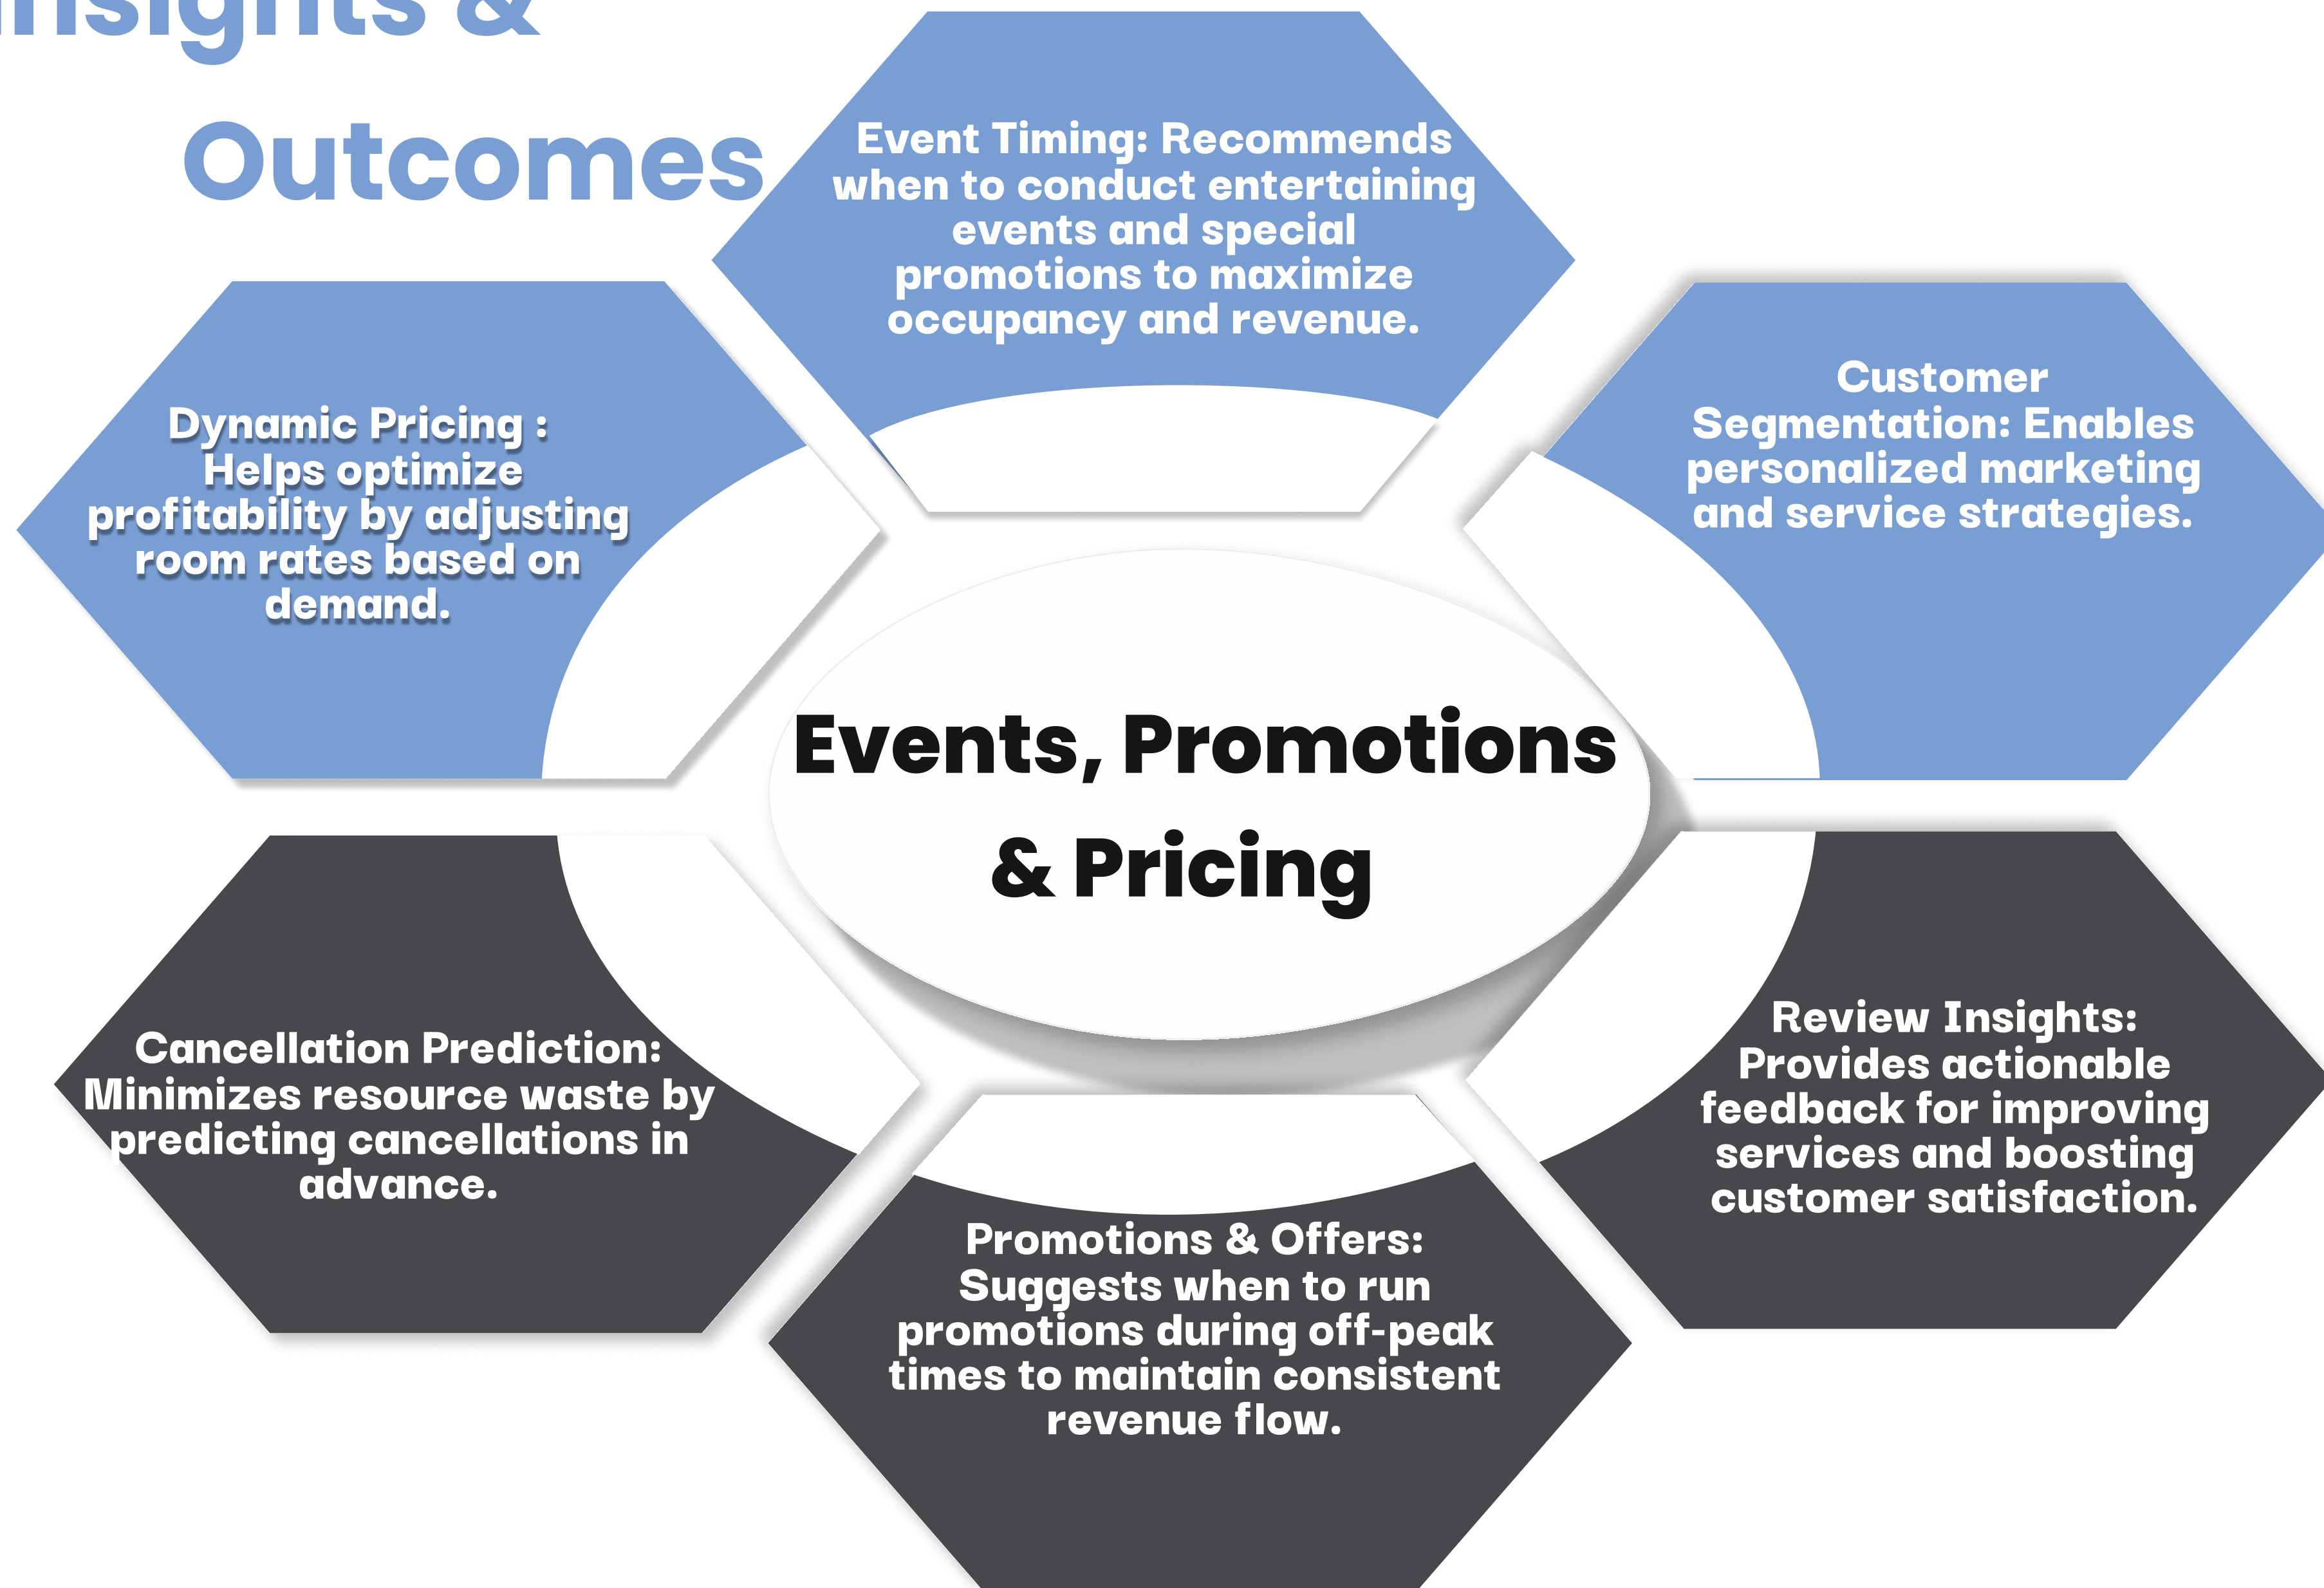 Insights &
Outcomes
Event Timing: Recommends
when to conduct entertaining
events and special
promotions to maximize
occupancy and revenue.
Dynamic Pricing :
Helps optimize
profitability by adjusting
room rates based on
demand.
Customer
Segmentation: Enables
personalized marketing
and service strategies.
Events, Promotions
& Pricing
Cancellation Prediction:
Minimizes resource waste by
predicting cancellations in
advance.
Review Insights:
Provides actionable
feedback for improving
services and boosting
customer satisfaction.
Promotions & Offers:
Suggests when to run
promotions during off-peak
times to maintain consistent
revenue flow.